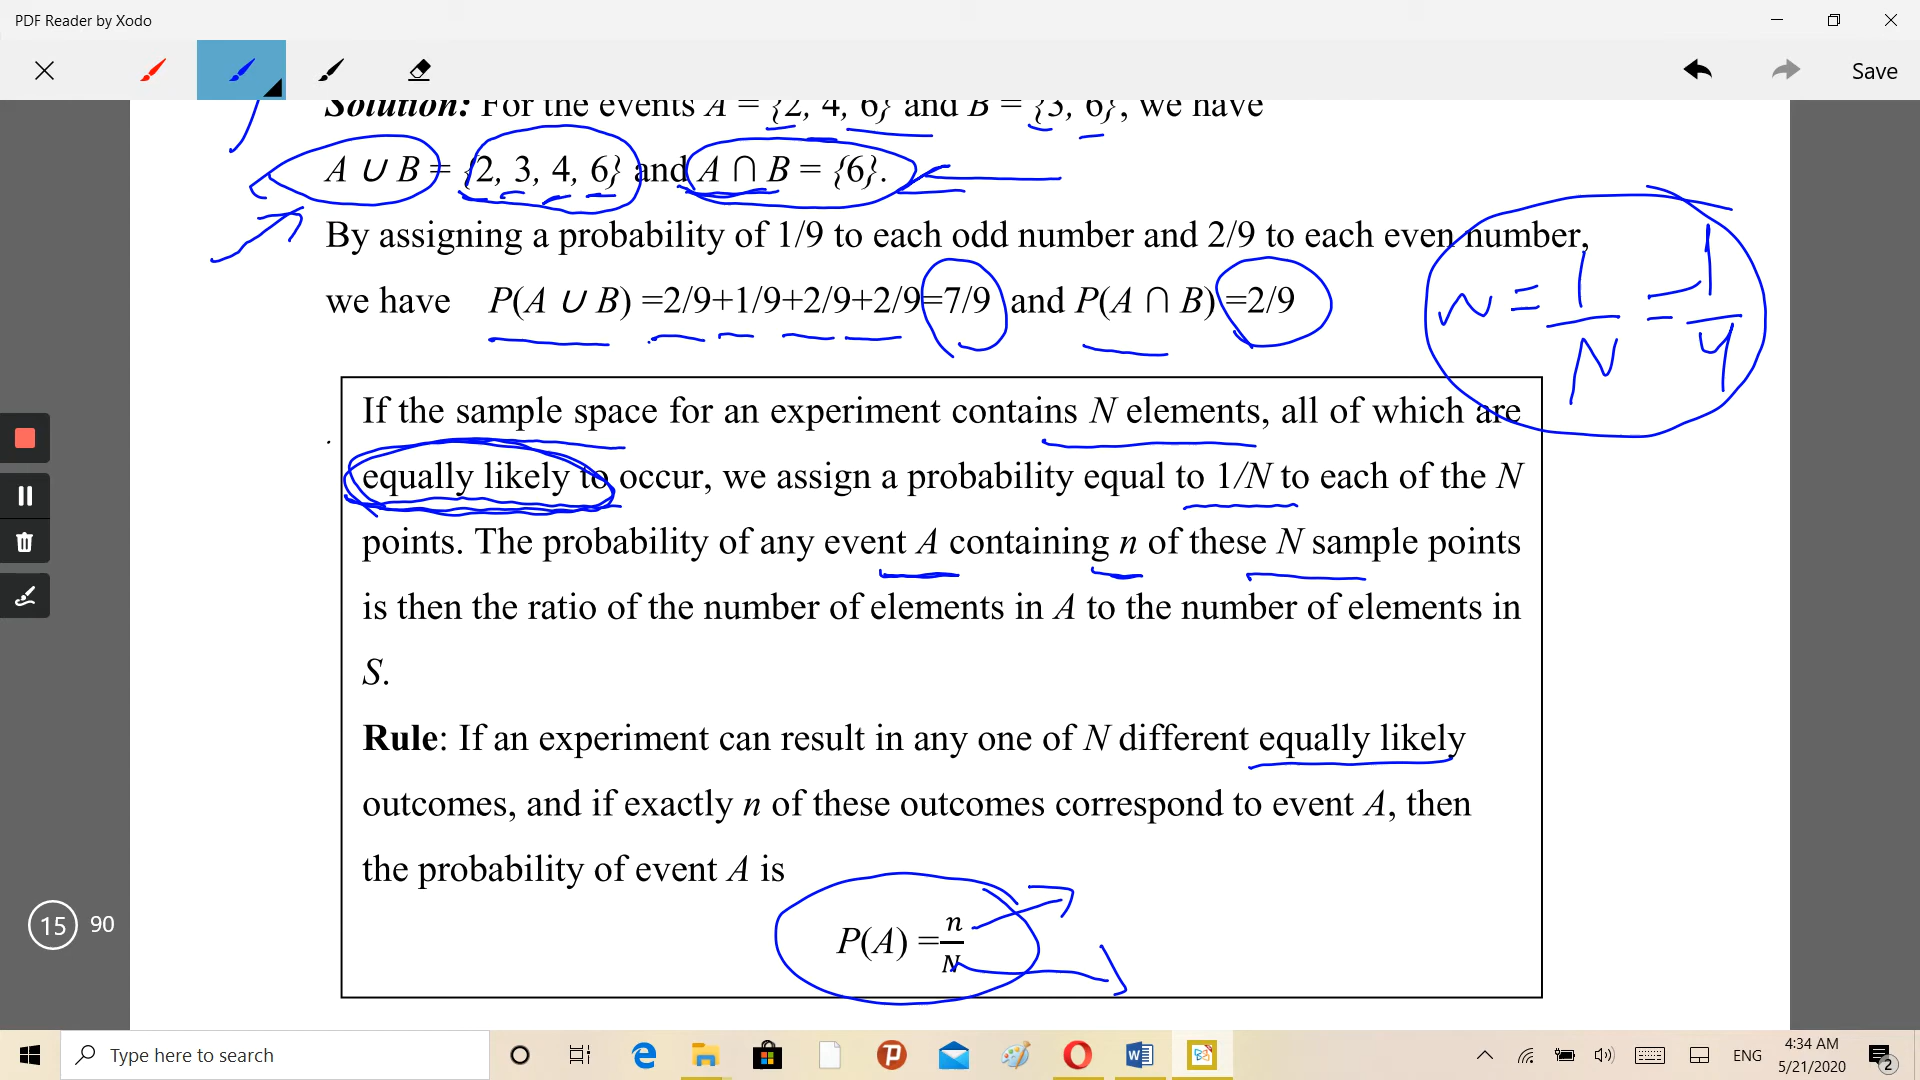 PDF Reader by Xodo
Save
Solution: For the events A = {2, 4, 6} and B = {3, 6}, we have
A ∪ B = {2, 3, 4, 6} and A ∩ B = {6}.
By assigning a probability of 1/9 to each odd number and 2/9 to each even number,
we have P(A ∪ B) =2/9+1/9+2/9+2/9=7/9 and P(A ∩ B) =2/9
n = 1/N = 1/4
If the sample space for an experiment contains N elements, all of which are
equally likely to occur, we assign a probability equal to 1/N to each of the N
points. The probability of any event A containing n of these N sample points
is then the ratio of the number of elements in A to the number of elements in
S.
Rule: If an experiment can result in any one of N different equally likely
outcomes, and if exactly n of these outcomes correspond to event A, then
the probability of event A is
P(A) = n/N
15 90
Type here to search
ENG
4:34 AM
5/21/2020
2